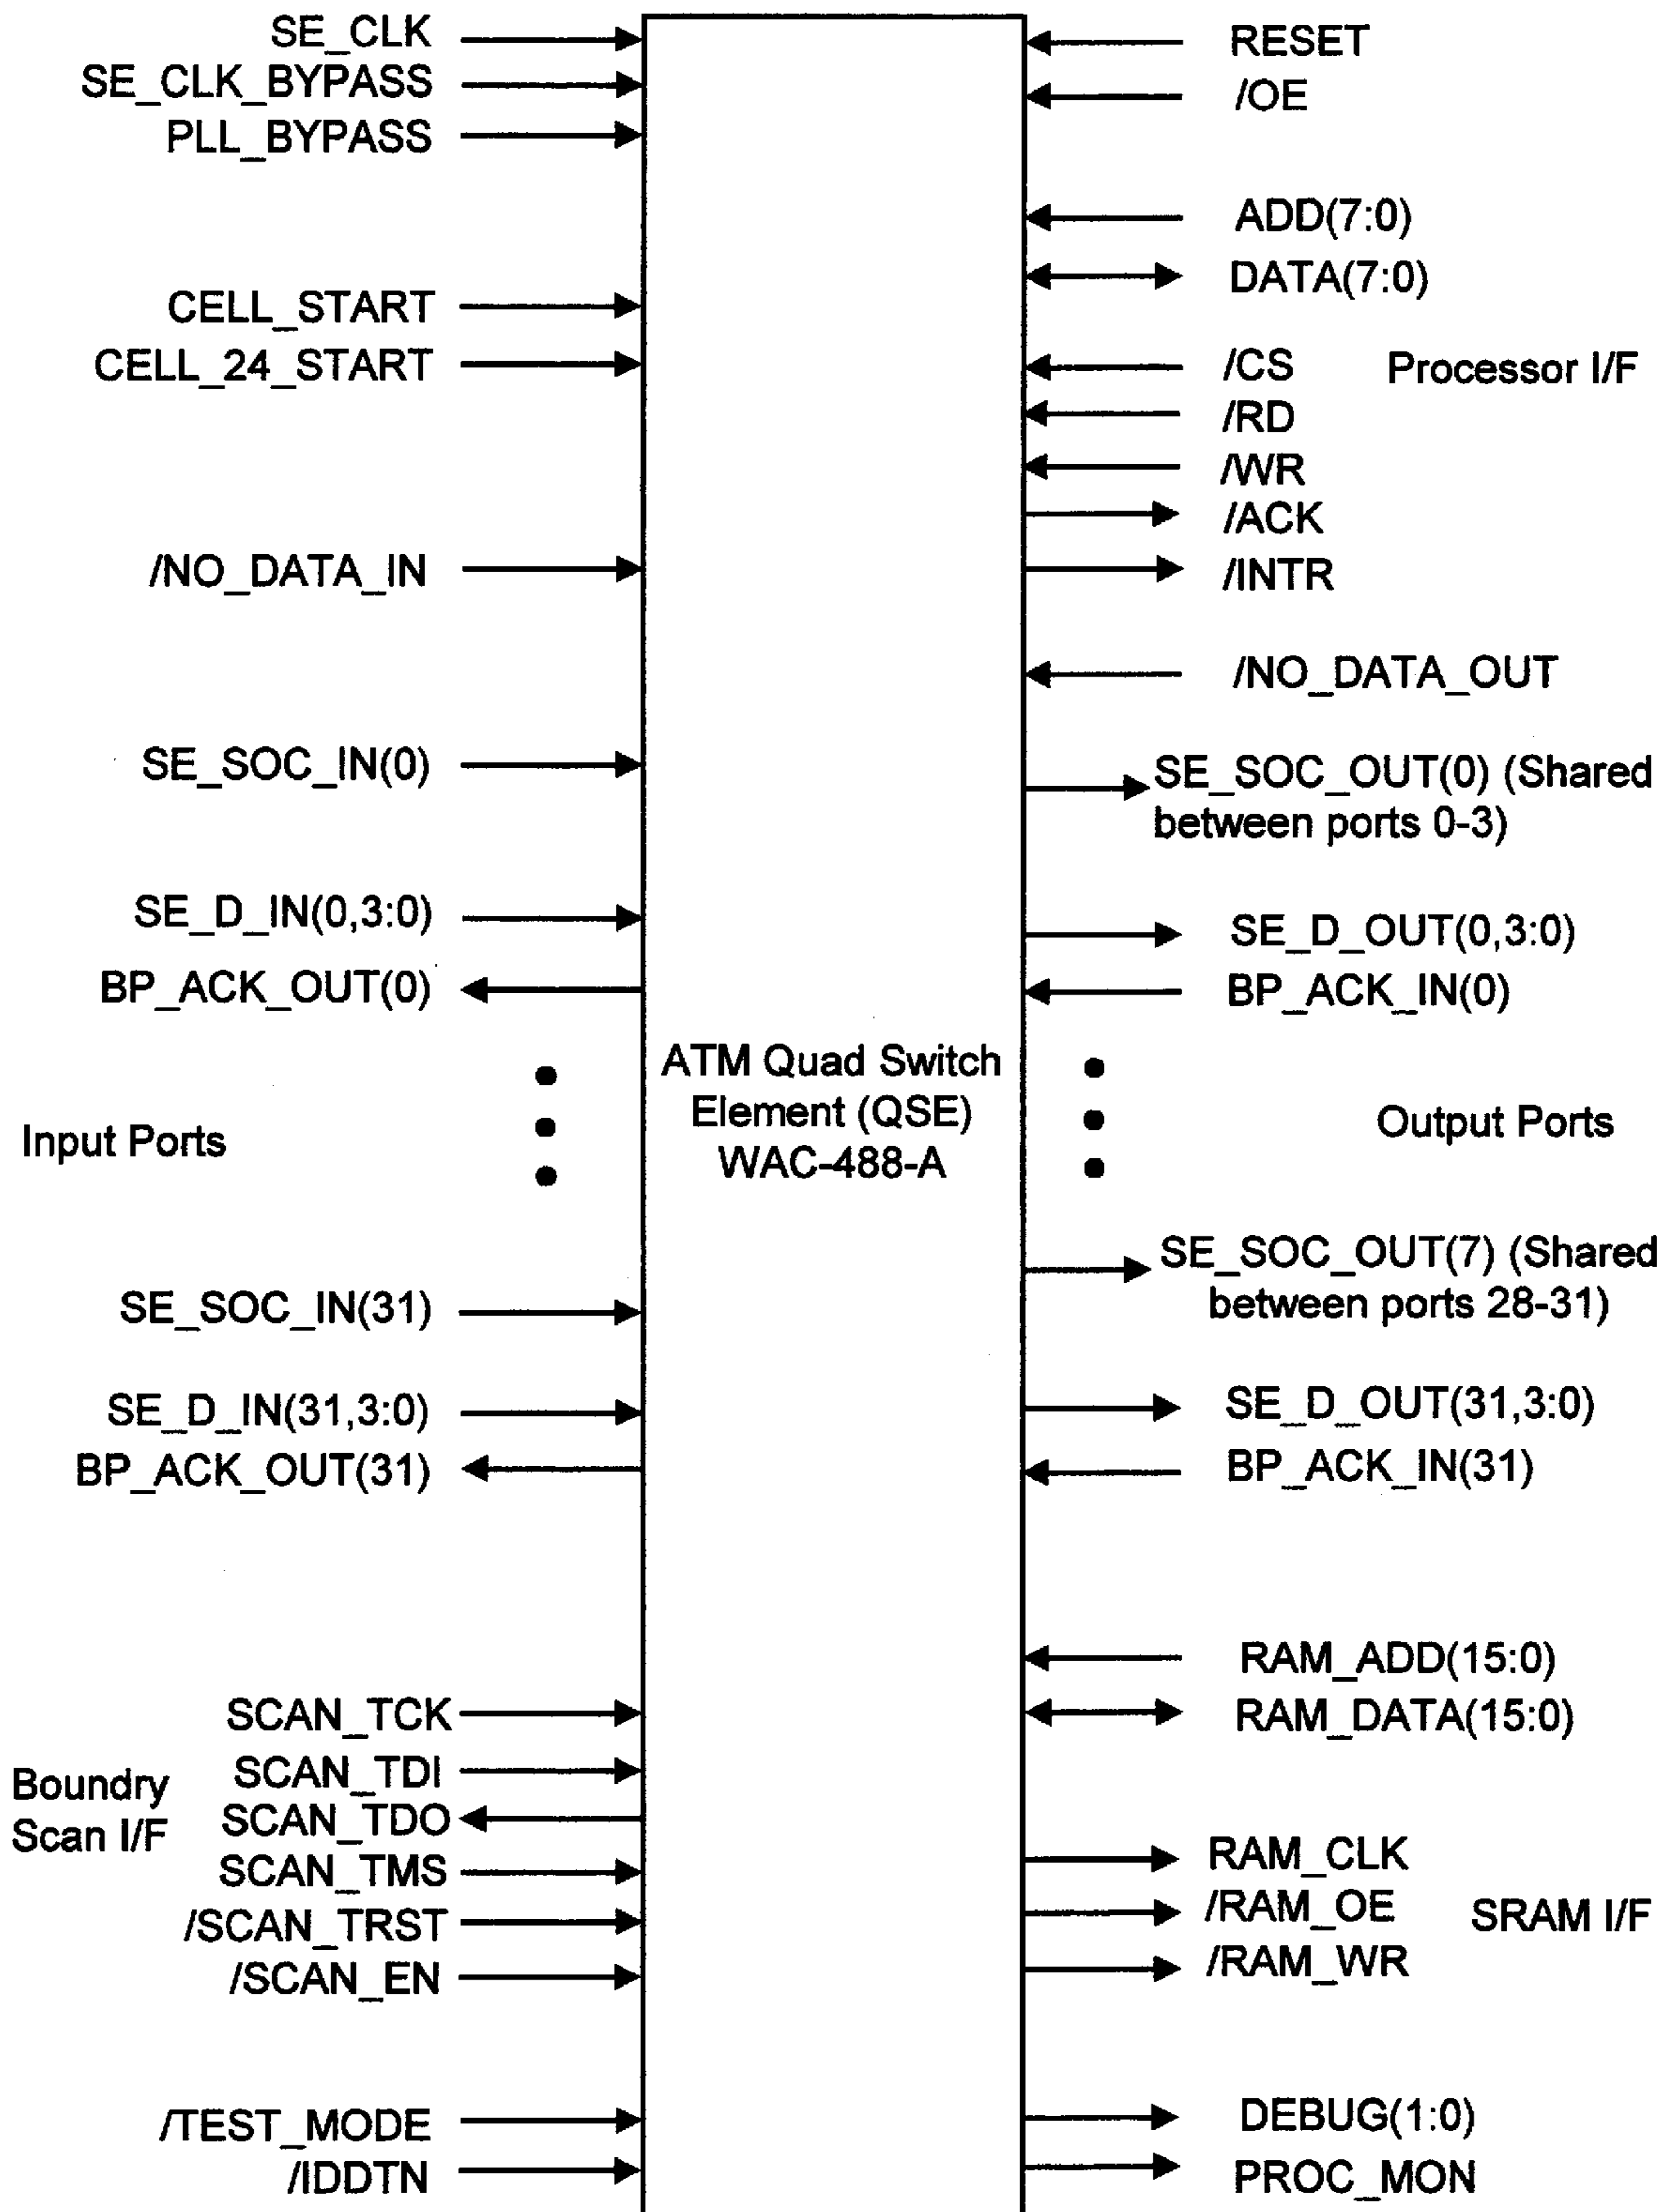 SE_CLK
SE_CLK_BYPASS
PLL_BYPASS
CELL_START
CELL_24_START
/NO_DATA_IN
SE_SOC_IN(0)
SE_D_IN(0,3:0)
BP_ACK_OUT(0)
Input Ports
SE_SOC_IN(31)
SE_D_IN(31,3:0)
BP_ACK_OUT(31)
SCAN_TCK
SCAN_TDI
SCAN_TDO
SCAN_TMS
/SCAN_TRST
/SCAN_EN
Boundry
Scan I/F
/TEST_MODE
/IDDTN
ATM Quad Switch
Element (QSE)
WAC-488-A
RESET
/OE
ADD(7:0)
DATA(7:0)
/CS
/RD
/WR
/ACK
/INTR
Processor I/F
/NO_DATA_OUT
SE_SOC_OUT(0) (Shared
between ports 0-3)
SE_D_OUT(0,3:0)
BP_ACK_IN(0)
Output Ports
SE_SOC_OUT(7) (Shared
between ports 28-31)
SE_D_OUT(31,3:0)
BP_ACK_IN(31)
RAM_ADD(15:0)
RAM_DATA(15:0)
RAM_CLK
/RAM_OE
/RAM_WR
SRAM I/F
DEBUG(1:0)
PROC_MON